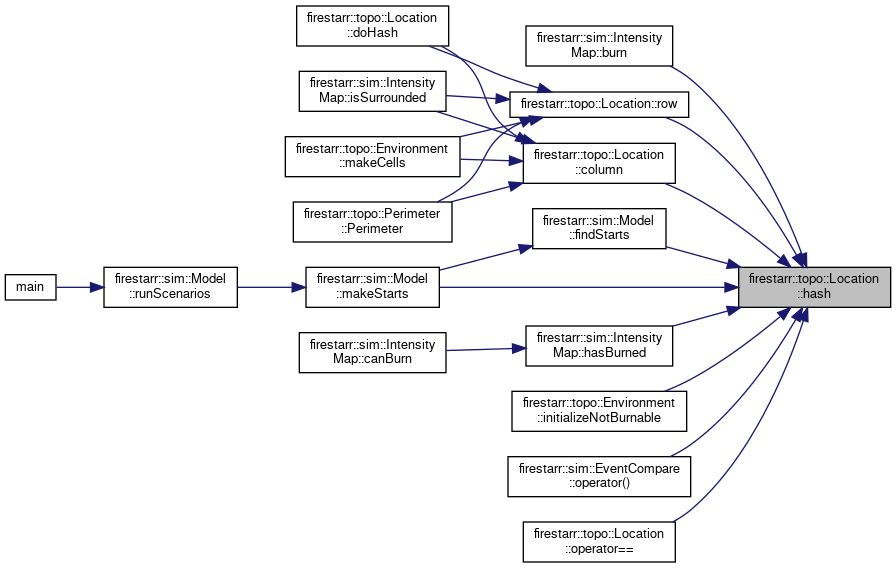 firestarr::topo::Location
::doHash
firestarr::sim::Intensity
Map::burn
firestarr::sim::Intensity
Map::isSurrounded
firestarr::topo::Location::row
firestarr::topo::Environment
::makeCells
firestarr::topo::Location
::column
firestarr::topo::Perimeter
::Perimeter
firestarr::sim::Model
::findStarts
main
firestarr::sim::Model
::runScenarios
firestarr::sim::Model
::makeStarts
firestarr::topo::Location
::hash
firestarr::sim::Intensity
Map::canBurn
firestarr::sim::Intensity
Map::hasBurned
firestarr::topo::Environment
::initializeNotBurnable
firestarr::sim::EventCompare
::operator()
firestarr::topo::Location
::operator==